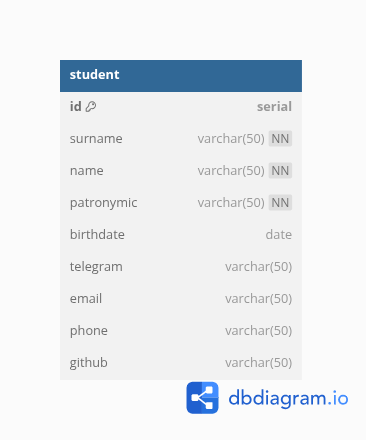 student
id serial
surname varchar(50) NN
name varchar(50) NN
patronymic varchar(50) NN
birthdate date
telegram varchar(50)
email varchar(50)
phone varchar(50)
github varchar(50)
dbdiagram.io